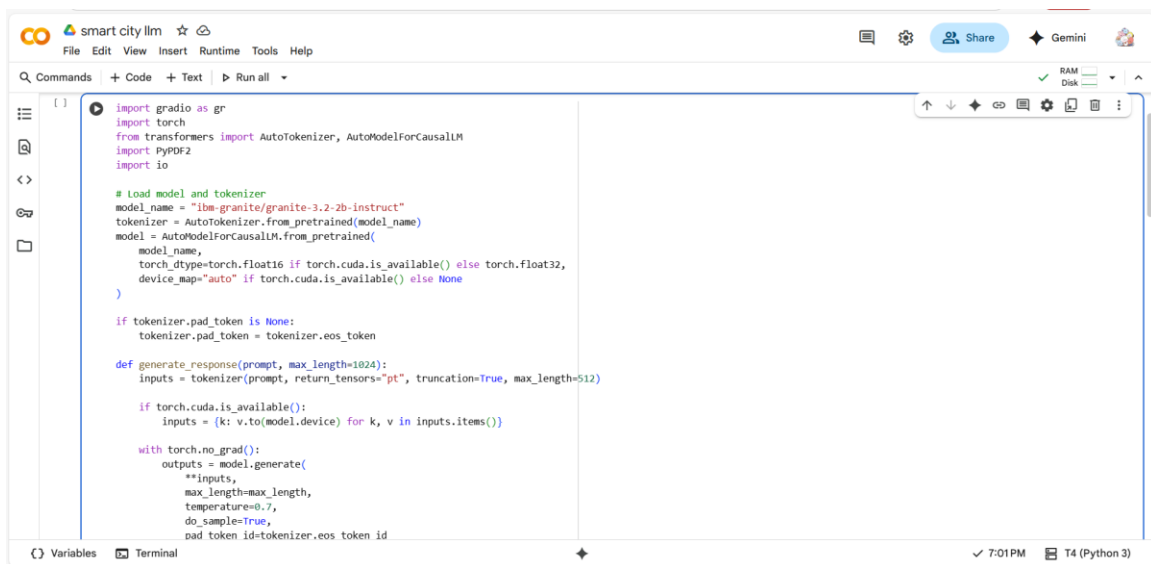 smart city llm
File Edit View Insert Runtime Tools Help
Share
Gemini
Commands + Code + Text Run all
RAM
Disk
[ ]
import gradio as gr
import torch
from transformers import AutoTokenizer, AutoModelForCausalLM
import PyPDF2
import io
# Load model and tokenizer
model_name = "ibm-granite/granite-3.2-2b-instruct"
tokenizer = AutoTokenizer.from_pretrained(model_name)
model = AutoModelForCausalLM.from_pretrained(
    model_name,
    torch_dtype=torch.float16 if torch.cuda.is_available() else torch.float32,
    device_map="auto" if torch.cuda.is_available() else None
)
if tokenizer.pad_token is None:
    tokenizer.pad_token = tokenizer.eos_token
def generate_response(prompt, max_length=1024):
    inputs = tokenizer(prompt, return_tensors="pt", truncation=True, max_length=512)
    if torch.cuda.is_available():
        inputs = {k: v.to(model.device) for k, v in inputs.items()}
    with torch.no_grad():
        outputs = model.generate(
            **inputs,
            max_length=max_length,
            temperature=0.7,
            do_sample=True,
            pad_token_id=tokenizer.eos_token_id
{} Variables Terminal
7:01 PM T4 (Python 3)